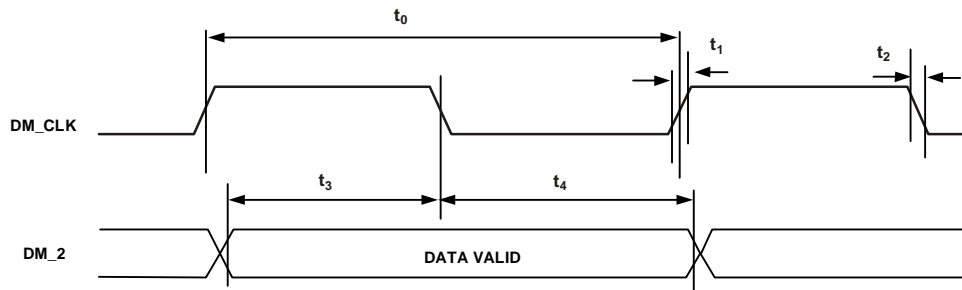 t0
t1
t2
DM_CLK
t3
t4
DM_2
DATA VALID